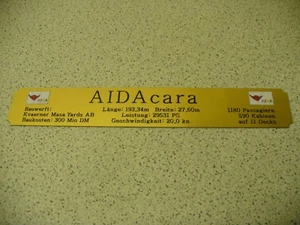 AIDAcara
Bauwerft:
Kvaerner Masa Yards AB
Baukosten: 300 Min DM
Länge: 193,34m Breite: 27,60m
Leistung: 29531 PS
Geschwindigkeit: 20,0 kn
1180 Passagiere
590 Kabinen
auf 11 Decks